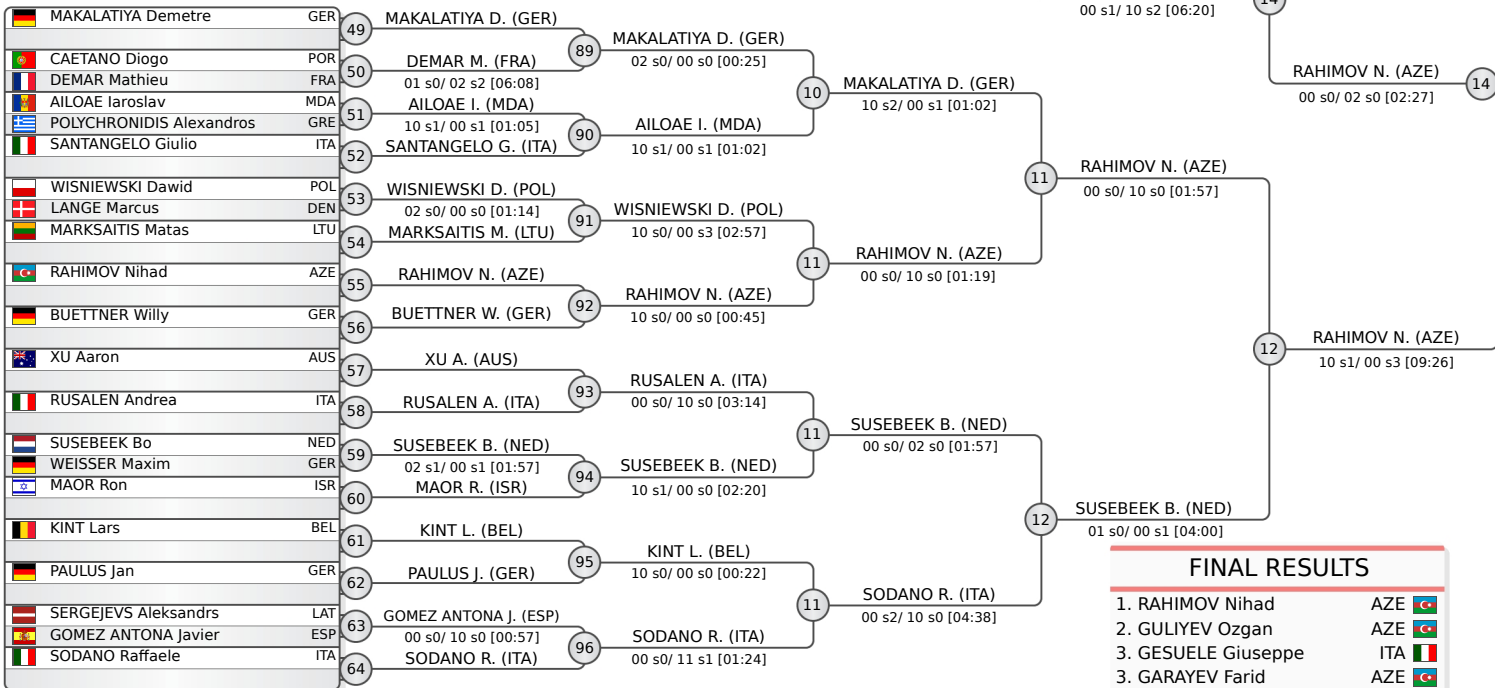 MAKALATIYA Demetre GER
CAETANO Diogo POR
DEMAR Mathieu FRA
AILOAE Iaroslav MDA
POLYCHRONIDIS Alexandros GRE
SANTANGELO Giulio ITA
WISNIEWSKI Dawid POL
LANGE Marcus DEN
MARKSAITIS Matas LTU
RAHIMOV Nihad AZE
BUETTNER Willy GER
XU Aaron AUS
RUSALEN Andrea ITA
SUSEBEEK Bo NED
WEISSER Maxim GER
MAOR Ron ISR
KINT Lars BEL
PAULUS Jan GER
SERGEJEVS Aleksandrs LAT
GOMEZ ANTONA Javier ESP
SODANO Raffaele ITA
49
50
51
52
53
54
55
56
57
58
59
60
61
62
63
64
MAKALATIYA D. (GER)
DEMAR M. (FRA)
01 s0/ 02 s2 [06:08]
AILOAE I. (MDA)
10 s1/ 00 s1 [01:05]
SANTANGELO G. (ITA)
WISNIEWSKI D. (POL)
02 s0/ 00 s0 [01:14]
MARKSAITIS M. (LTU)
RAHIMOV N. (AZE)
BUETTNER W. (GER)
XU A. (AUS)
RUSALEN A. (ITA)
SUSEBEEK B. (NED)
02 s1/ 00 s1 [01:57]
MAOR R. (ISR)
KINT L. (BEL)
PAULUS J. (GER)
GOMEZ ANTONA J. (ESP)
00 s0/ 10 s0 [00:57]
SODANO R. (ITA)
89
90
91
92
93
94
95
96
MAKALATIYA D. (GER)
02 s0/ 00 s0 [00:25]
AILOAE I. (MDA)
10 s1/ 00 s1 [01:02]
WISNIEWSKI D. (POL)
10 s0/ 00 s3 [02:57]
RAHIMOV N. (AZE)
10 s0/ 00 s0 [00:45]
RUSALEN A. (ITA)
00 s0/ 10 s0 [03:14]
SUSEBEEK B. (NED)
10 s1/ 00 s0 [02:20]
KINT L. (BEL)
10 s0/ 00 s0 [00:22]
SODANO R. (ITA)
00 s0/ 11 s1 [01:24]
10
11
11
11
MAKALATIYA D. (GER)
10 s2/ 00 s1 [01:02]
RAHIMOV N. (AZE)
00 s0/ 10 s0 [01:19]
SUSEBEEK B. (NED)
00 s0/ 02 s0 [01:57]
SODANO R. (ITA)
00 s2/ 10 s0 [04:38]
11
12
00 s1/ 10 s2 [06:20]
RAHIMOV N. (AZE)
00 s0/ 10 s0 [01:57]
SUSEBEEK B. (NED)
01 s0/ 00 s1 [04:00]
14
12
RAHIMOV N. (AZE)
00 s0/ 02 s0 [02:27]
14
RAHIMOV N. (AZE)
10 s1/ 00 s3 [09:26]
FINAL RESULTS
1. RAHIMOV Nihad AZE
2. GULIYEV Ozgan AZE
3. GESUELE Giuseppe ITA
3. GARAYEV Farid AZE